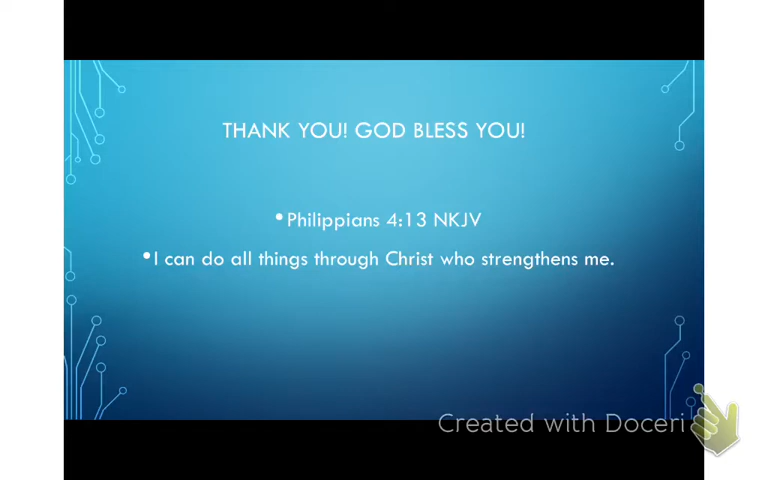 THANK YOU! GOD BLESS YOU!
•Philippians 4:13 NKJV
•I can do all things through Christ who strengthens me.
Created with Doceri